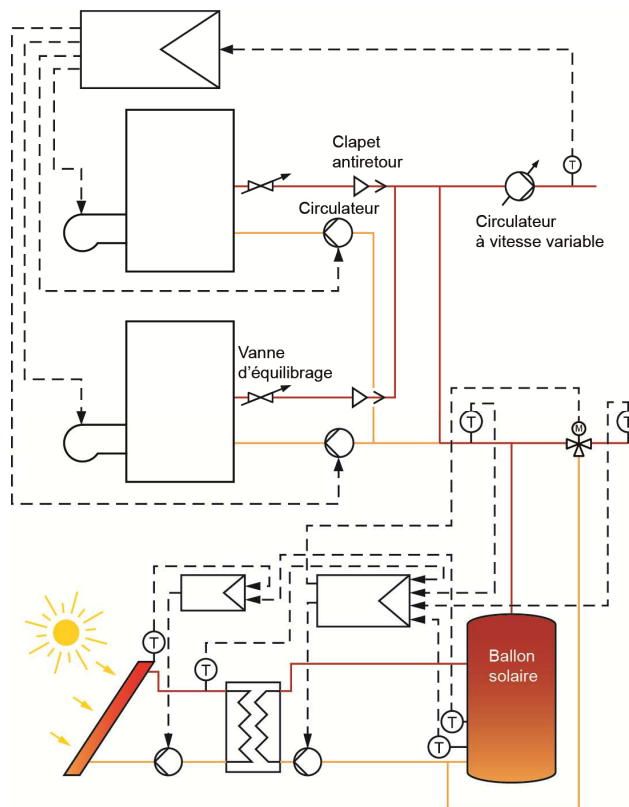 T
Clapet
antiretour
Circulateur
Circulateur
à vitesse variable
Vanne
d'équilibrage
T
M
T
T
T
Ballon
solaire
T
T